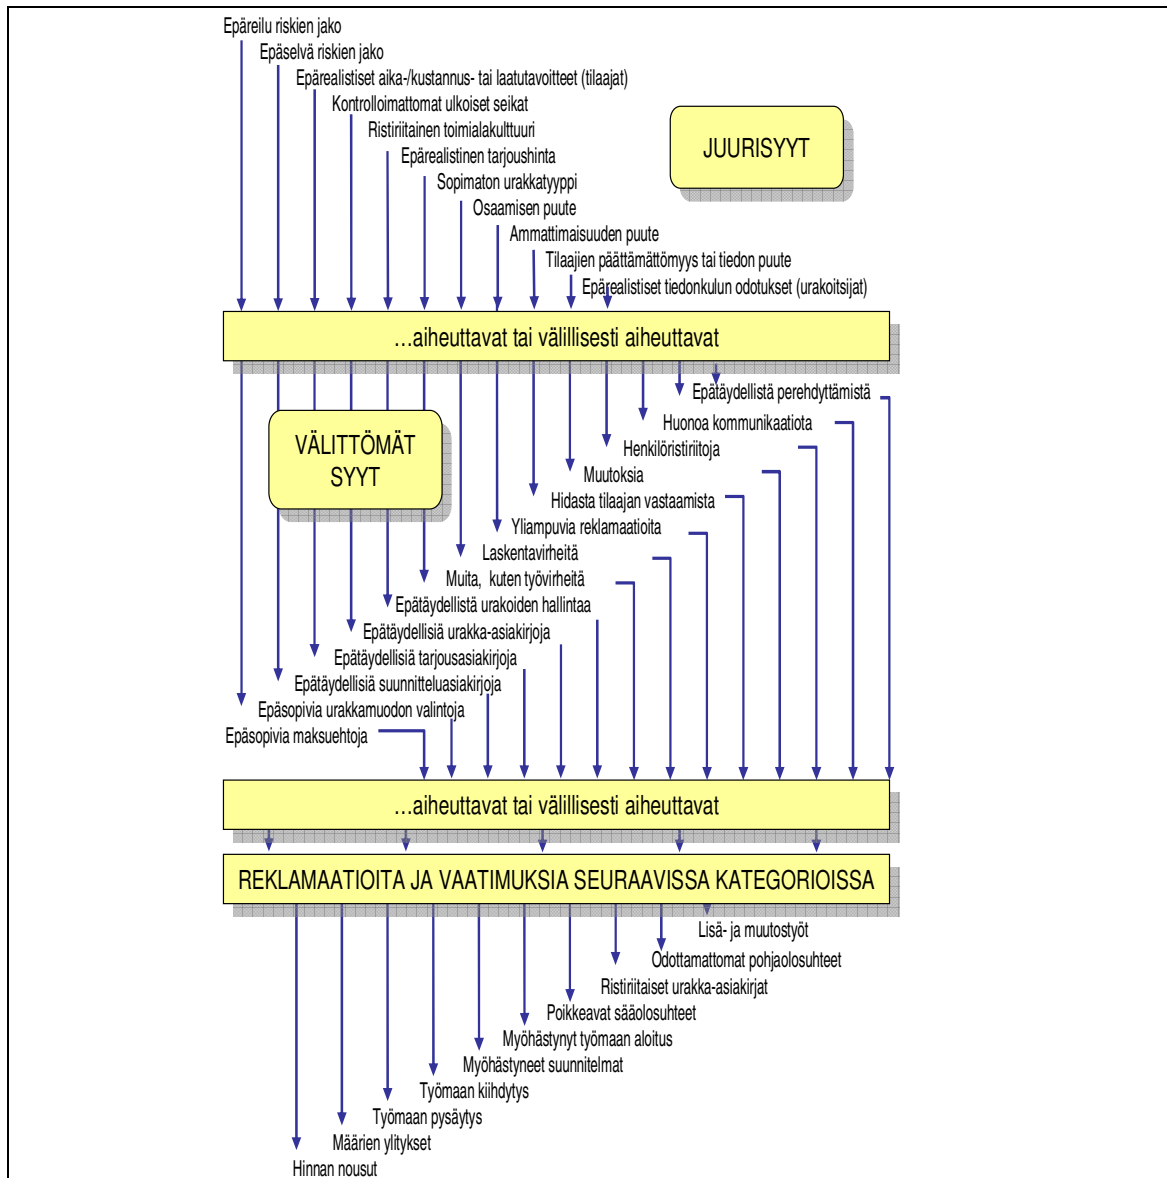 Epäreilu riskien jako
Epäselvä riskien jako
Epärealistiset aika-/kustannus- tai laatutavoitteet (tilaajat)
Kontrolloimattomat ulkoiset seikat
Ristiriitainen toimialakulttuuri
JUURISYYT
Epärealistinen tarjoushinta
Sopimaton urakkatyyppi
Osaamisen puute
Ammattimaisuuden puute
Tilaajien päättämättömyys tai tiedon puute
Epärealistiset tiedonkulun odotukset (urakoitsijat)
...aiheuttavat tai välillisesti aiheuttavat
Epätäydellistä perehdyttämistä
Huonoa kommunikaatiota
VÄLITTÖMÄT
SYYT
Henkilöristiriitoja
Muutoksia
Hidasta tilaajan vastaamista
Yliampuvia reklamaatioita
Laskentavirheitä
Muita, kuten työvirheitä
Epätäydellistä urakoiden hallintaa
Epätäydellisiä urakka-asiakirjoja
Epätäydellisiä tarjousasiakirjoja
Epätäydellisiä suunnitteluasiakirjoja
Epäsopivia urakkamuodon valintoja
Epäsopivia maksuehtoja
...aiheuttavat tai välillisesti aiheuttavat
REKLAMAATIOITA JA VAATIMUKSIA SEURAAVISSA KATEGORIOISSA
Lisä- ja muutostyöt
Odottamattomat pohjaolosuhteet
Ristiriitaiset urakka-asiakirjat
Poikkeavat sääolosuhteet
Myöhästynyt työmaan aloitus
Myöhästyneet suunnitelmat
Työmaan kiihdytys
Työmaan pysäytys
Määrien ylitykset
Hinnan nousut